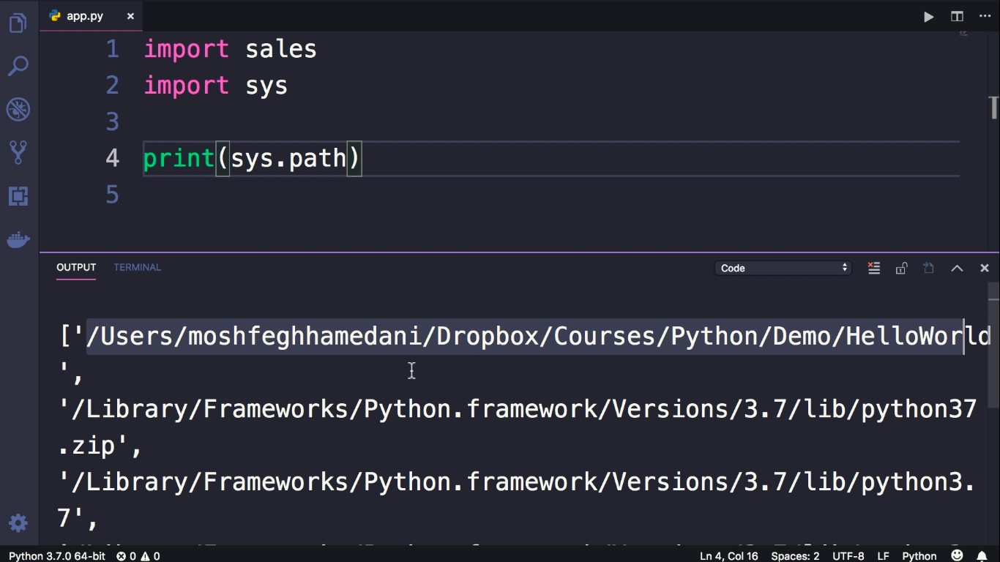 app.py ×
1 import sales
2 import sys
3
4 print(sys.path)
5
OUTPUT TERMINAL Code
['/Users/moshfeghhamedani/Dropbox/Courses/Python/Demo/HelloWorld
',
'/Library/Frameworks/Python.framework/Versions/3.7/lib/python37
.zip',
'/Library/Frameworks/Python.framework/Versions/3.7/lib/python3.
7',
Python 3.7.0 64-bit 0 0 Ln 4, Col 16 Spaces: 2 UTF-8 LF Python